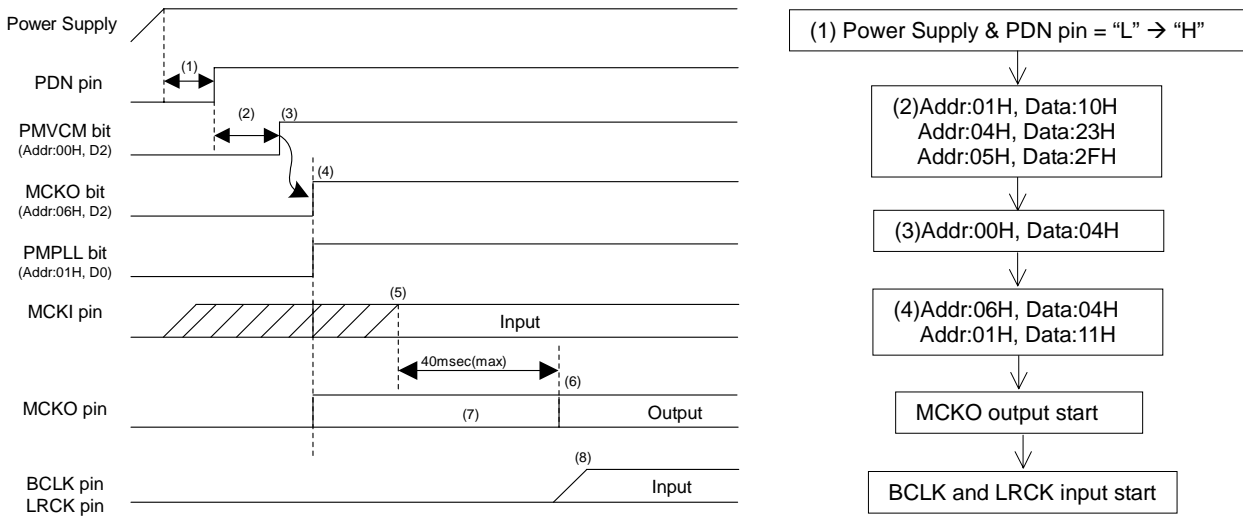 Power Supply
(1)
PDN pin
(2)
(3)
PMVCM bit
(Addr:00H, D2)
(4)
MCKO bit
(Addr:06H, D2)
PMPLL bit
(Addr:01H, D0)
(5)
MCKI pin
Input
40msec(max)
(6)
MCKO pin
(7)
Output
(8)
BCLK pin
LRCK pin
Input
(1) Power Supply & PDN pin = “L” → “H”
(2)Addr:01H, Data:10H
Addr:04H, Data:23H
Addr:05H, Data:2FH
(3)Addr:00H, Data:04H
(4)Addr:06H, Data:04H
Addr:01H, Data:11H
MCKO output start
BCLK and LRCK input start